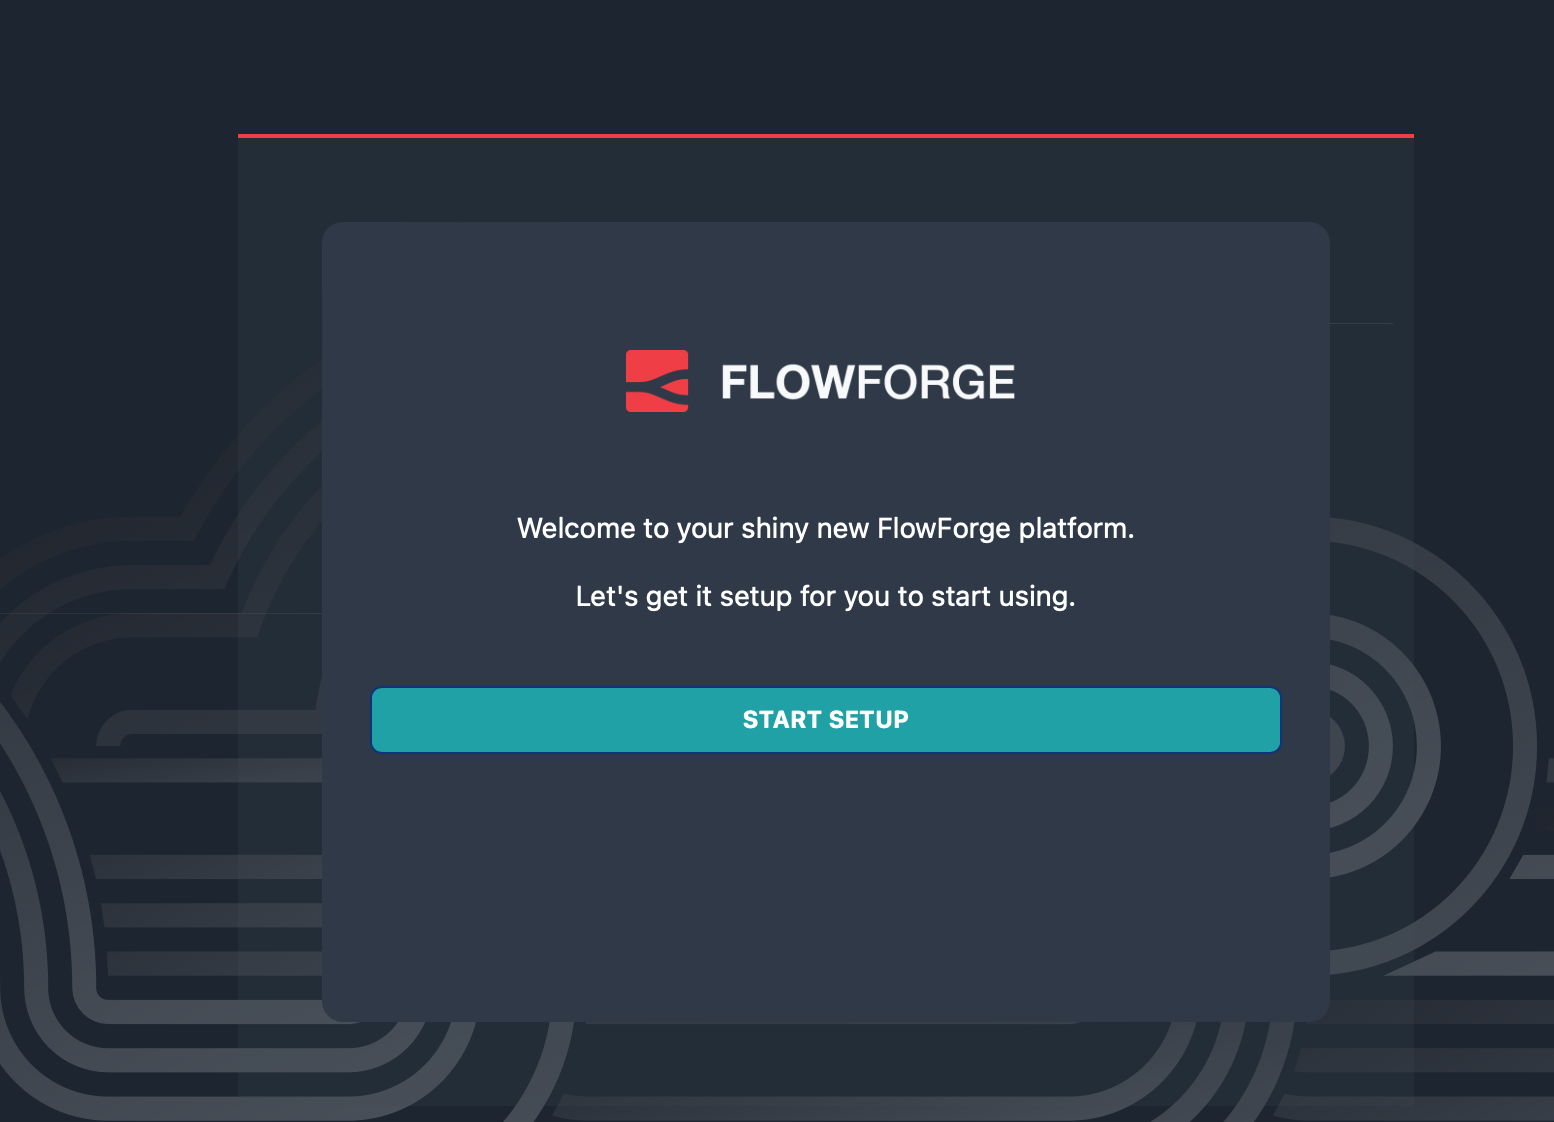 FLOWFORGE
Welcome to your shiny new FlowForge platform.
Let's get it setup for you to start using.
START SETUP